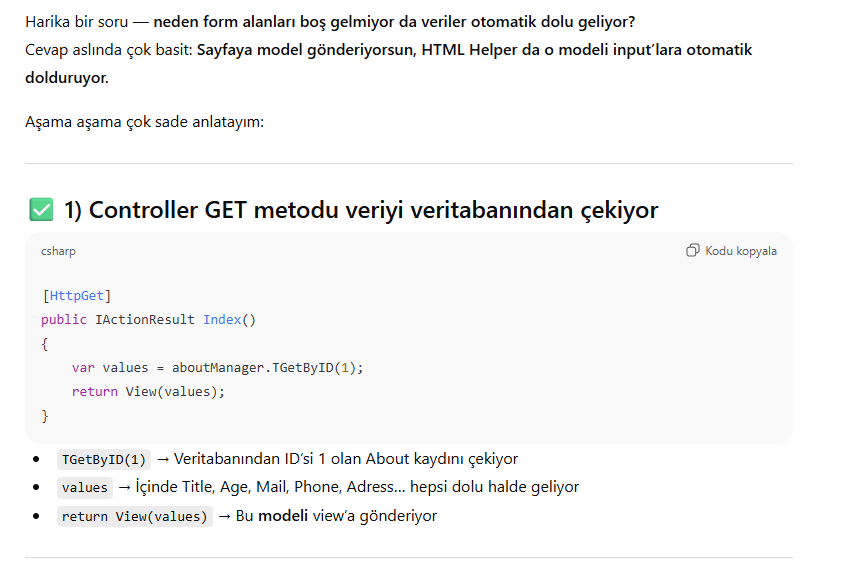 Harika bir soru — neden form alanları boş gelmiyor da veriler otomatik dolu geliyor?
Cevap aslında çok basit: Sayfaya model gönderiyorsun, HTML Helper da o modeli input’lara otomatik
dolduruyor.
Aşama aşama çok sade anlatayım:
✅ 1) Controller GET metodu veriyi veritabanından çekiyor
csharp
Kodu kopyala
[HttpGet]
public IActionResult Index()
{
    var values = aboutManager.TGetByID(1);
    return View(values);
}
• TGetByID(1) → Veritabanından ID’si 1 olan About kaydını çekiyor
• values → İçinde Title, Age, Mail, Phone, Adress… hepsi dolu halde geliyor
• return View(values) → Bu modeli view’a gönderiyor